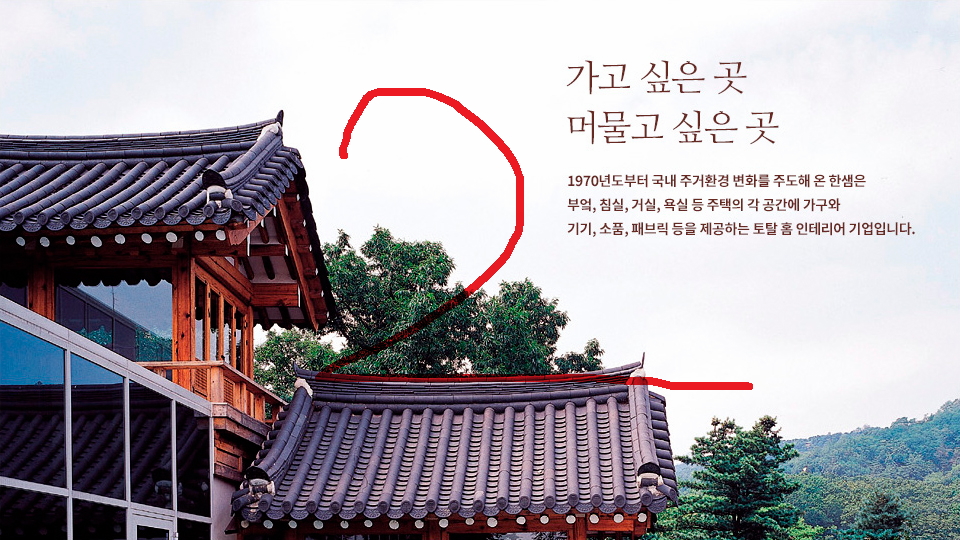 가고 싶은 곳
머물고 싶은 곳
1970년도부터 국내 주거환경 변화를 주도해 온 한샘은
부엌, 침실, 거실, 욕실 등 주택의 각 공간에 가구와
기기, 소품, 패브릭 등을 제공하는 토탈 홈 인테리어 기업입니다.
2